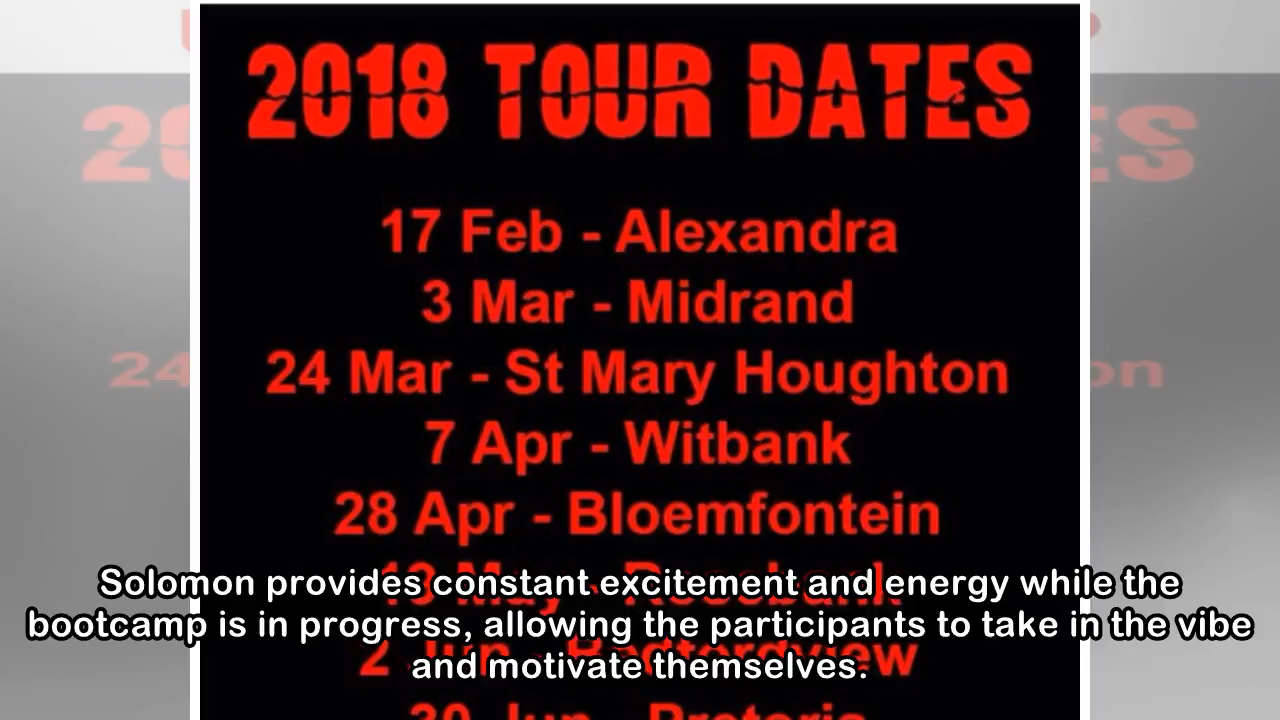 2018 TOUR DATES
17 Feb - Alexandra
3 Mar - Midrand
24 Mar - St Mary Houghton
7 Apr - Witbank
28 Apr - Bloemfontein
Solomon provides constant excitement and energy while the
bootcamp is in progress, allowing the participants to take in the vibe
and motivate themselves.